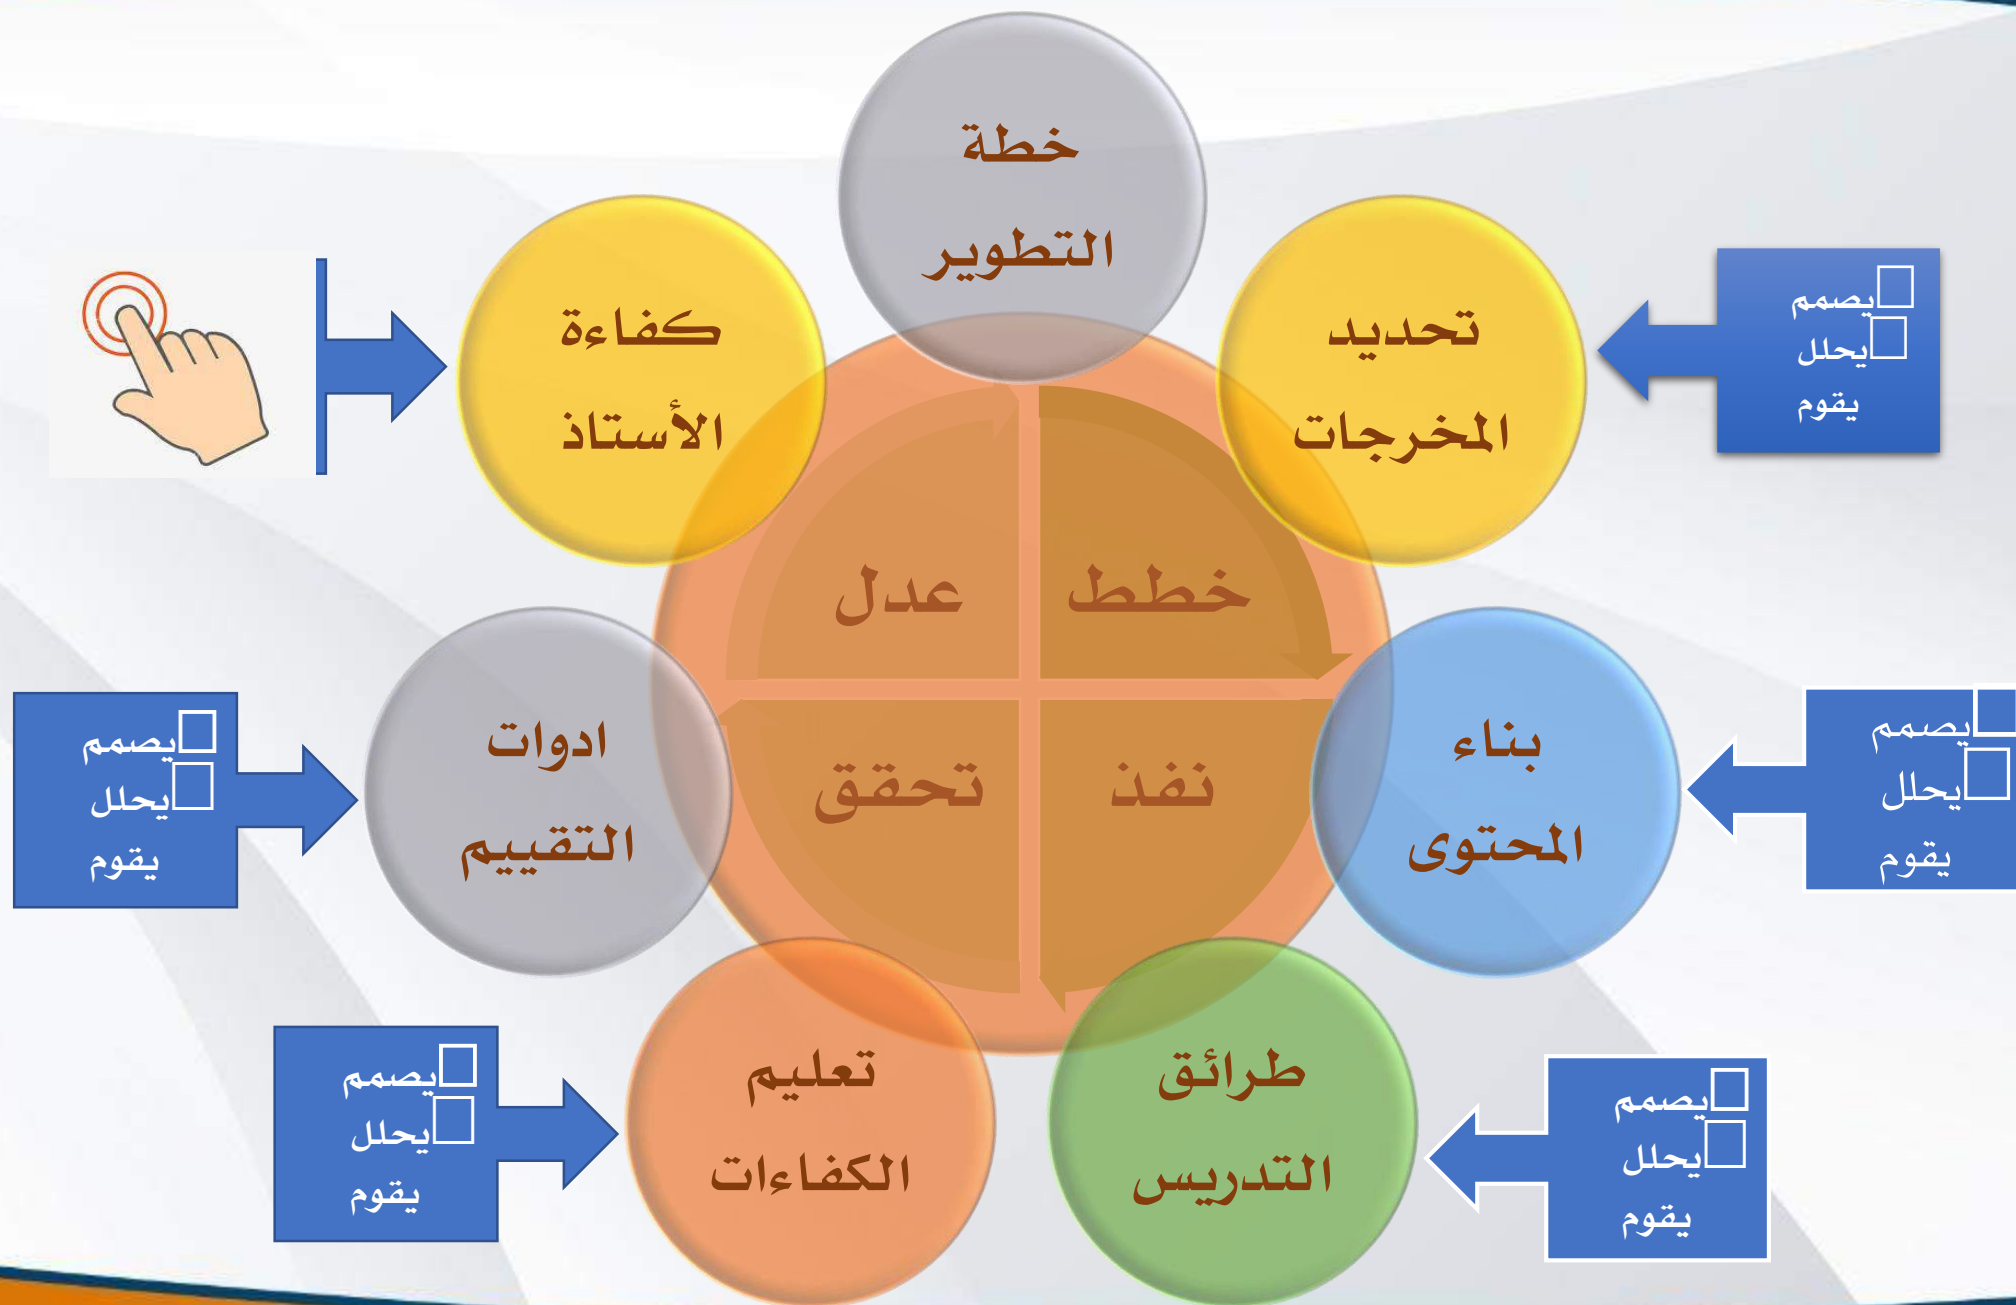 خطة
التطوير
تحديد
المخرجات
يصمم
يحلل
يقوم
كفاءة
الأستاذ
خطط
عدل
نفذ
تحقق
بناء
المحتوى
يصمم
يحلل
يقوم
ادوات
التقييم
يصمم
يحلل
يقوم
طرائق
التدريس
يصمم
يحلل
يقوم
تعليم
الكفاءات
يصمم
يحلل
يقوم